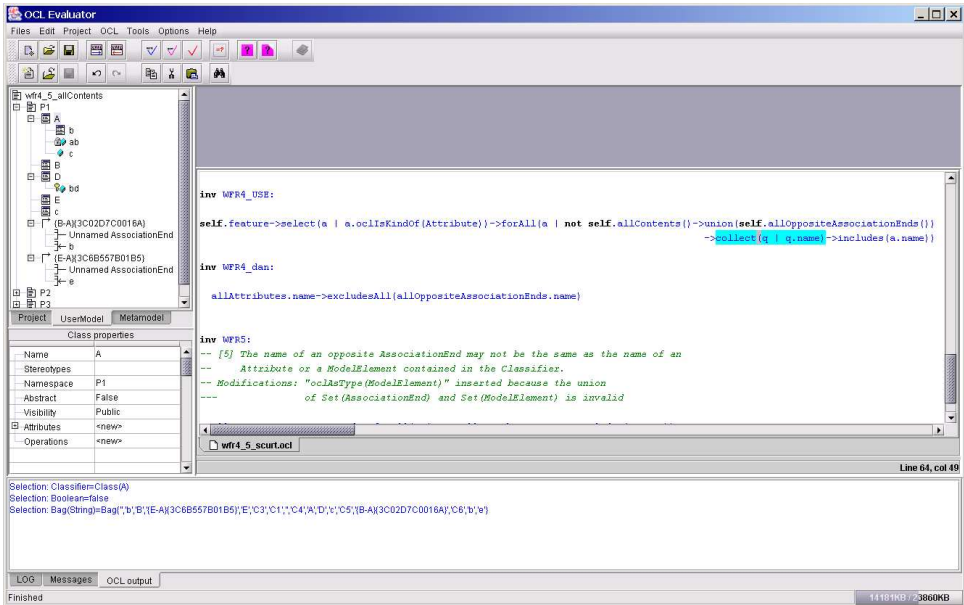 OCL Evaluator
Files Edit Project OCL Tools Options Help
wfr4_5_allContents
P1
A
b
ab
c
B
D
bd
E
c
{B-A}{3C02D7C0016A}
Unnamed AssociationEnd
b
{E-A}{3C6B557B01B5}
Unnamed AssociationEnd
e
P2
P3
Project UserModel Metamodel
Class properties
Name A
Stereotypes
Namespace P1
Abstract False
Visibility Public
Attributes <new>
Operations <new>
inv WFR4_USE:
self.feature->select(a | a.oclIsKindOf(Attribute))->forAll(a | not self.allContents()->union(self.allOppositeAssociationEnds())
->collect(q | q.name)->includes(a.name))
inv WFR4_dan:
allAttributes.name->excludesAll(allOppositeAssociationEnds.name)
inv WFR5:
-- [5] The name of an opposite AssociationEnd may not be the same as the name of an
-- Attribute or a ModelElement contained in the Classifier.
-- Modifications: "oclAsType(ModelElement)" inserted because the union
--- of Set(AssociationEnd) and Set(ModelElement) is invalid
wfr4_5_scurt.ocl
Line 64, col 49
Selection: Classifier=Class(A)
Selection: Boolean=false
Selection: Bag(String)=Bag{'','b','B','{E-A}{3C6B557B01B5}','E','C3','C1','','C4','A','D','c','C5','{B-A}{3C02D7C0016A}','C6','b','e'}
LOG Messages OCL output
Finished
14181KB / 23860KB